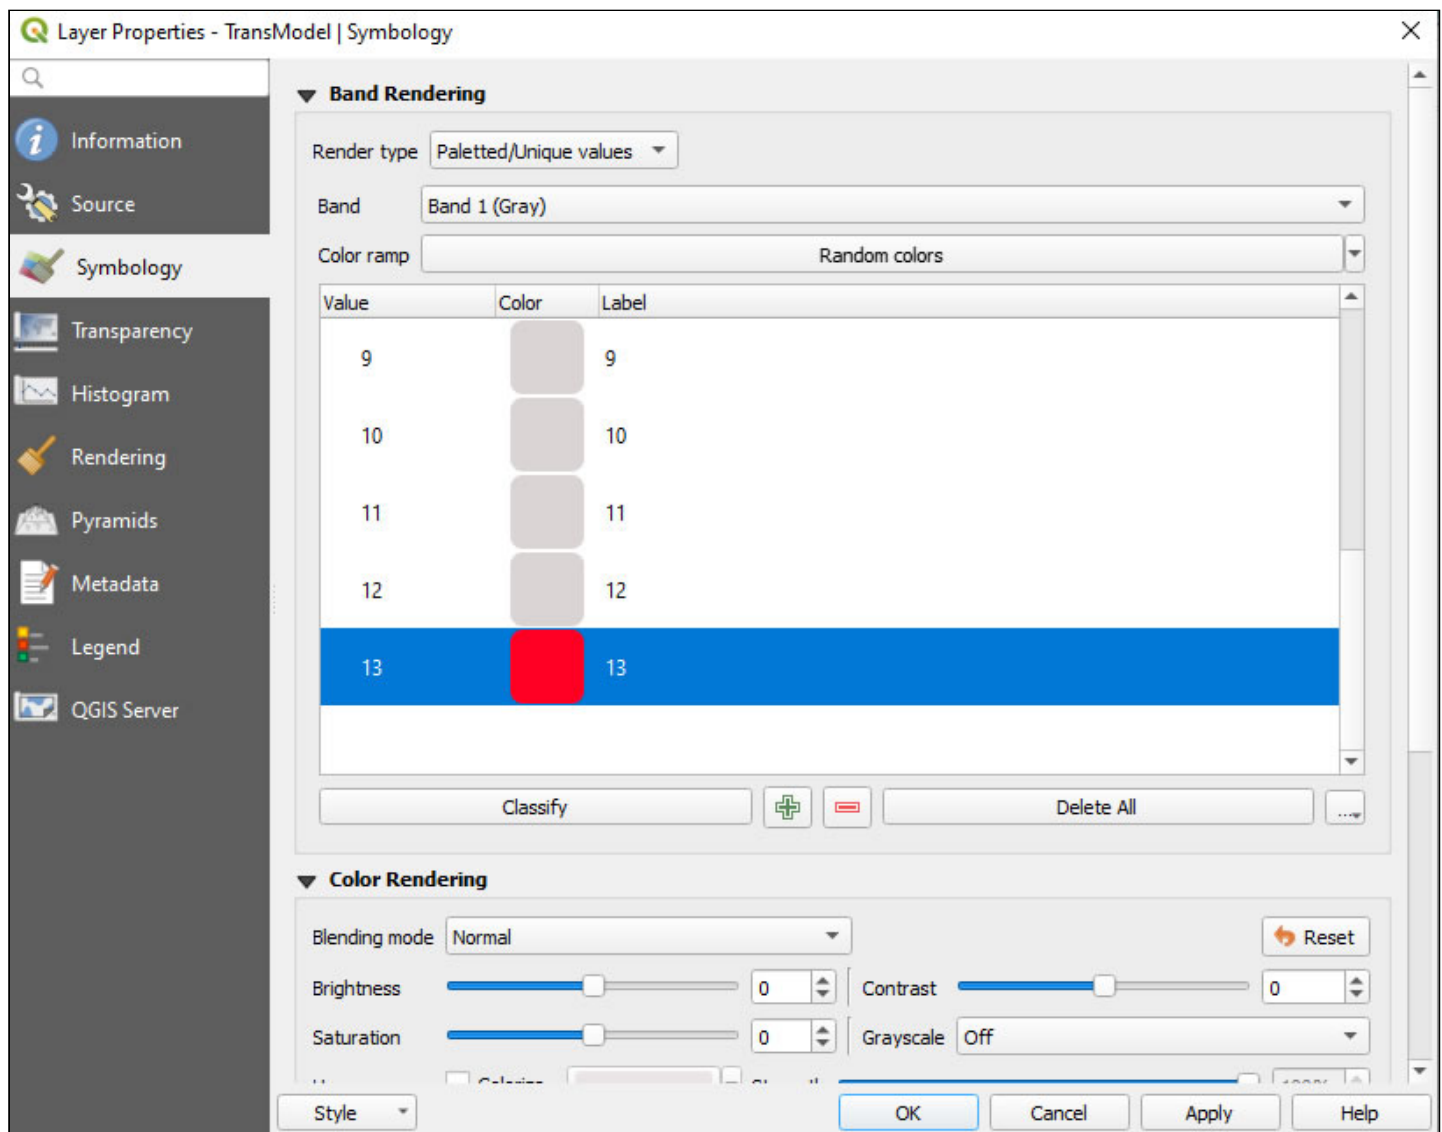 Layer Properties - TransModel | Symbology
Information
Source
Symbology
Transparency
Histogram
Rendering
Pyramids
Metadata
Legend
QGIS Server
Band Rendering
Render type Paletted/Unique values
Band Band 1 (Gray)
Color ramp Random colors
Value Color Label
9 9
10 10
11 11
12 12
13 13
Classify Delete All ...
Color Rendering
Blending mode Normal Reset
Brightness 0 Contrast 0
Saturation 0 Grayscale Off
Style OK Cancel Apply Help